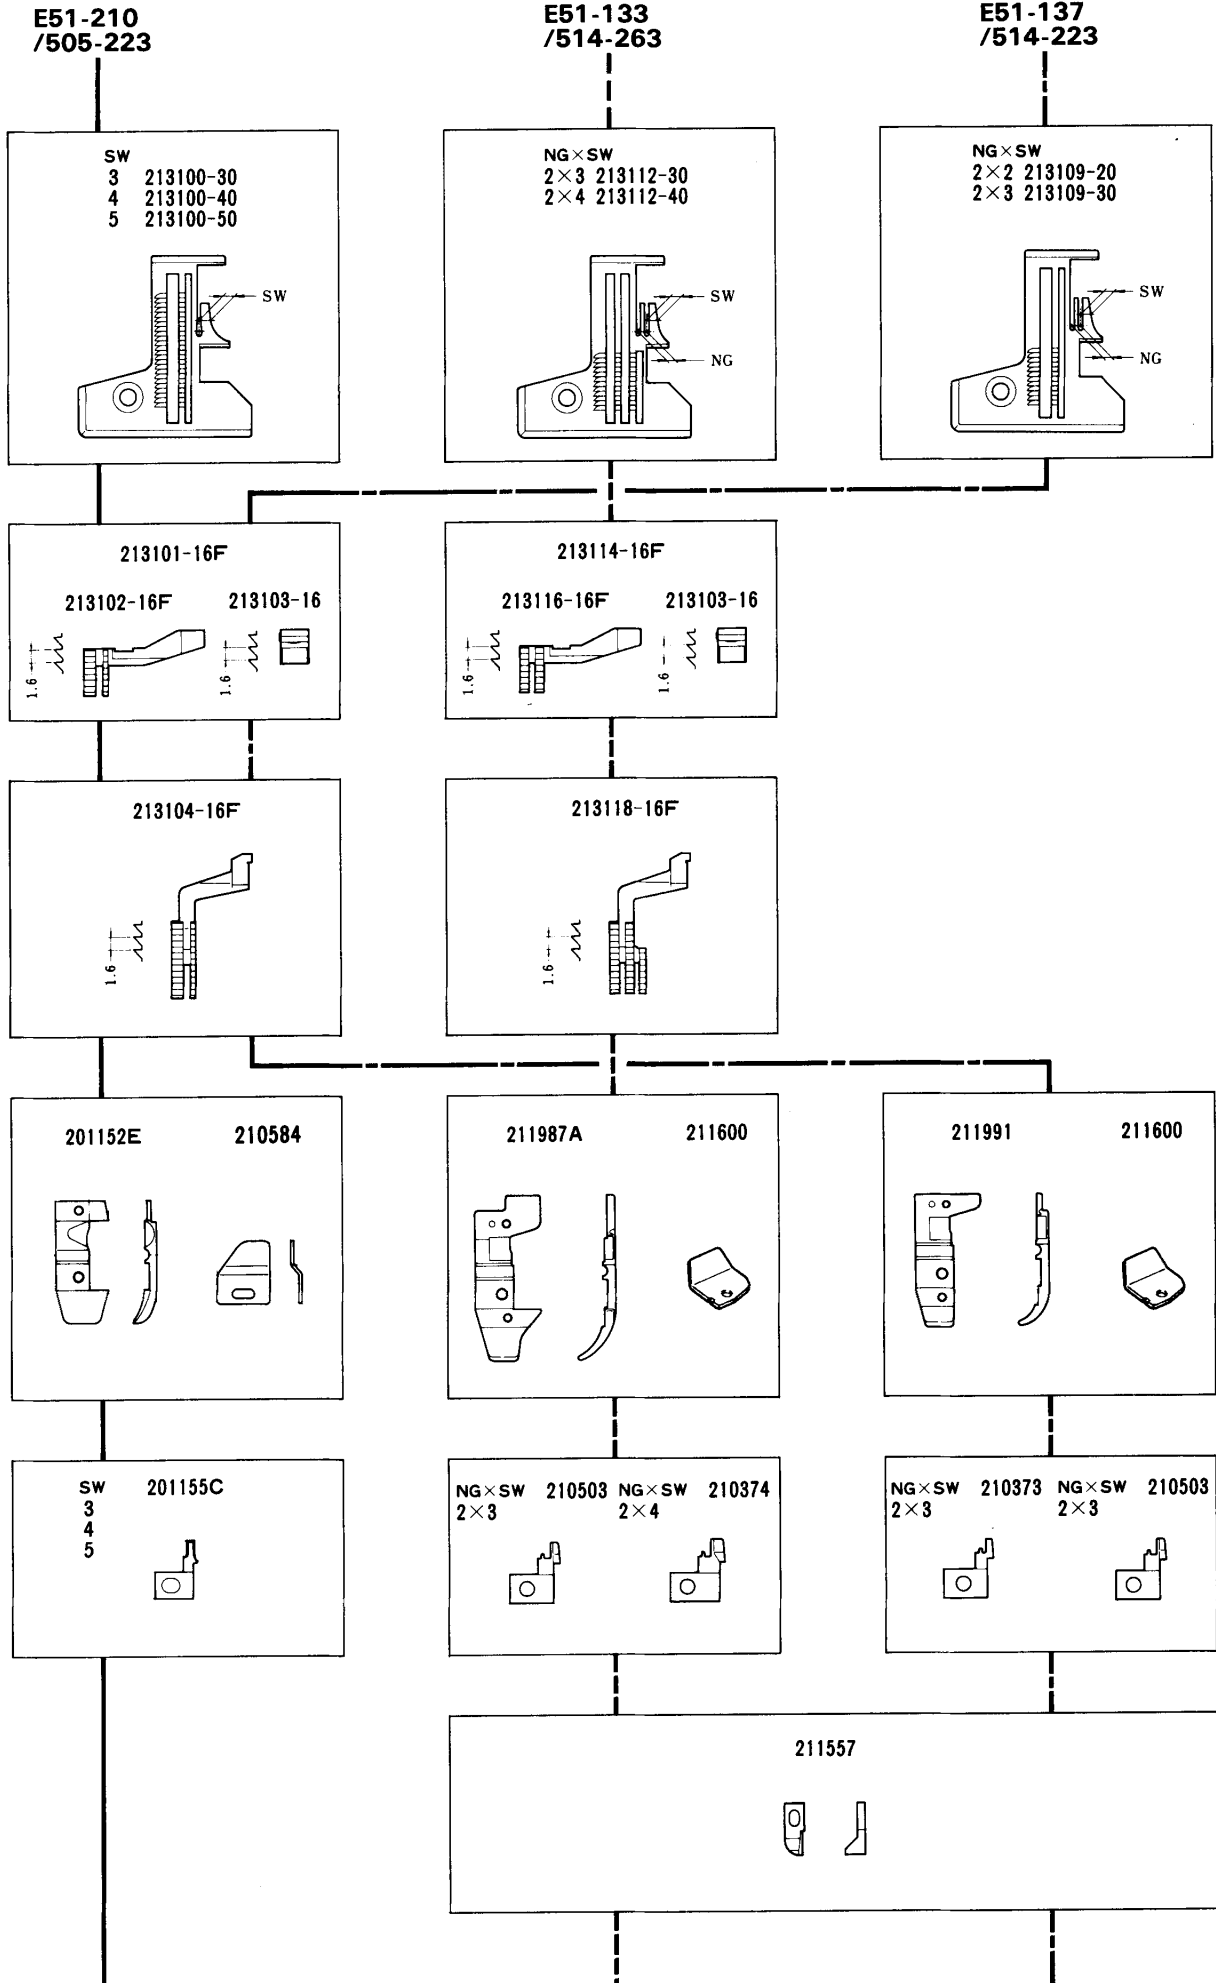 E51-210
/505-223
E51-133
/514-263
E51-137
/514-223
SW
3 213100-30
4 213100-40
5 213100-50
SW
NG×SW
2×3 213112-30
2×4 213112-40
SW
NG
NG×SW
2×2 213109-20
2×3 213109-30
SW
NG
213101-16F
213102-16F 213103-16
1.6
1.6
213114-16F
213116-16F 213103-16
1.6
1.6
213104-16F
1.6
213118-16F
1.6
201152E 210584
211987A 211600
211991 211600
SW 201155C
3
4
5
NG×SW 210503 NG×SW 210374
2×3 2×4
NG×SW 210373 NG×SW 210503
2×3 2×3
211557